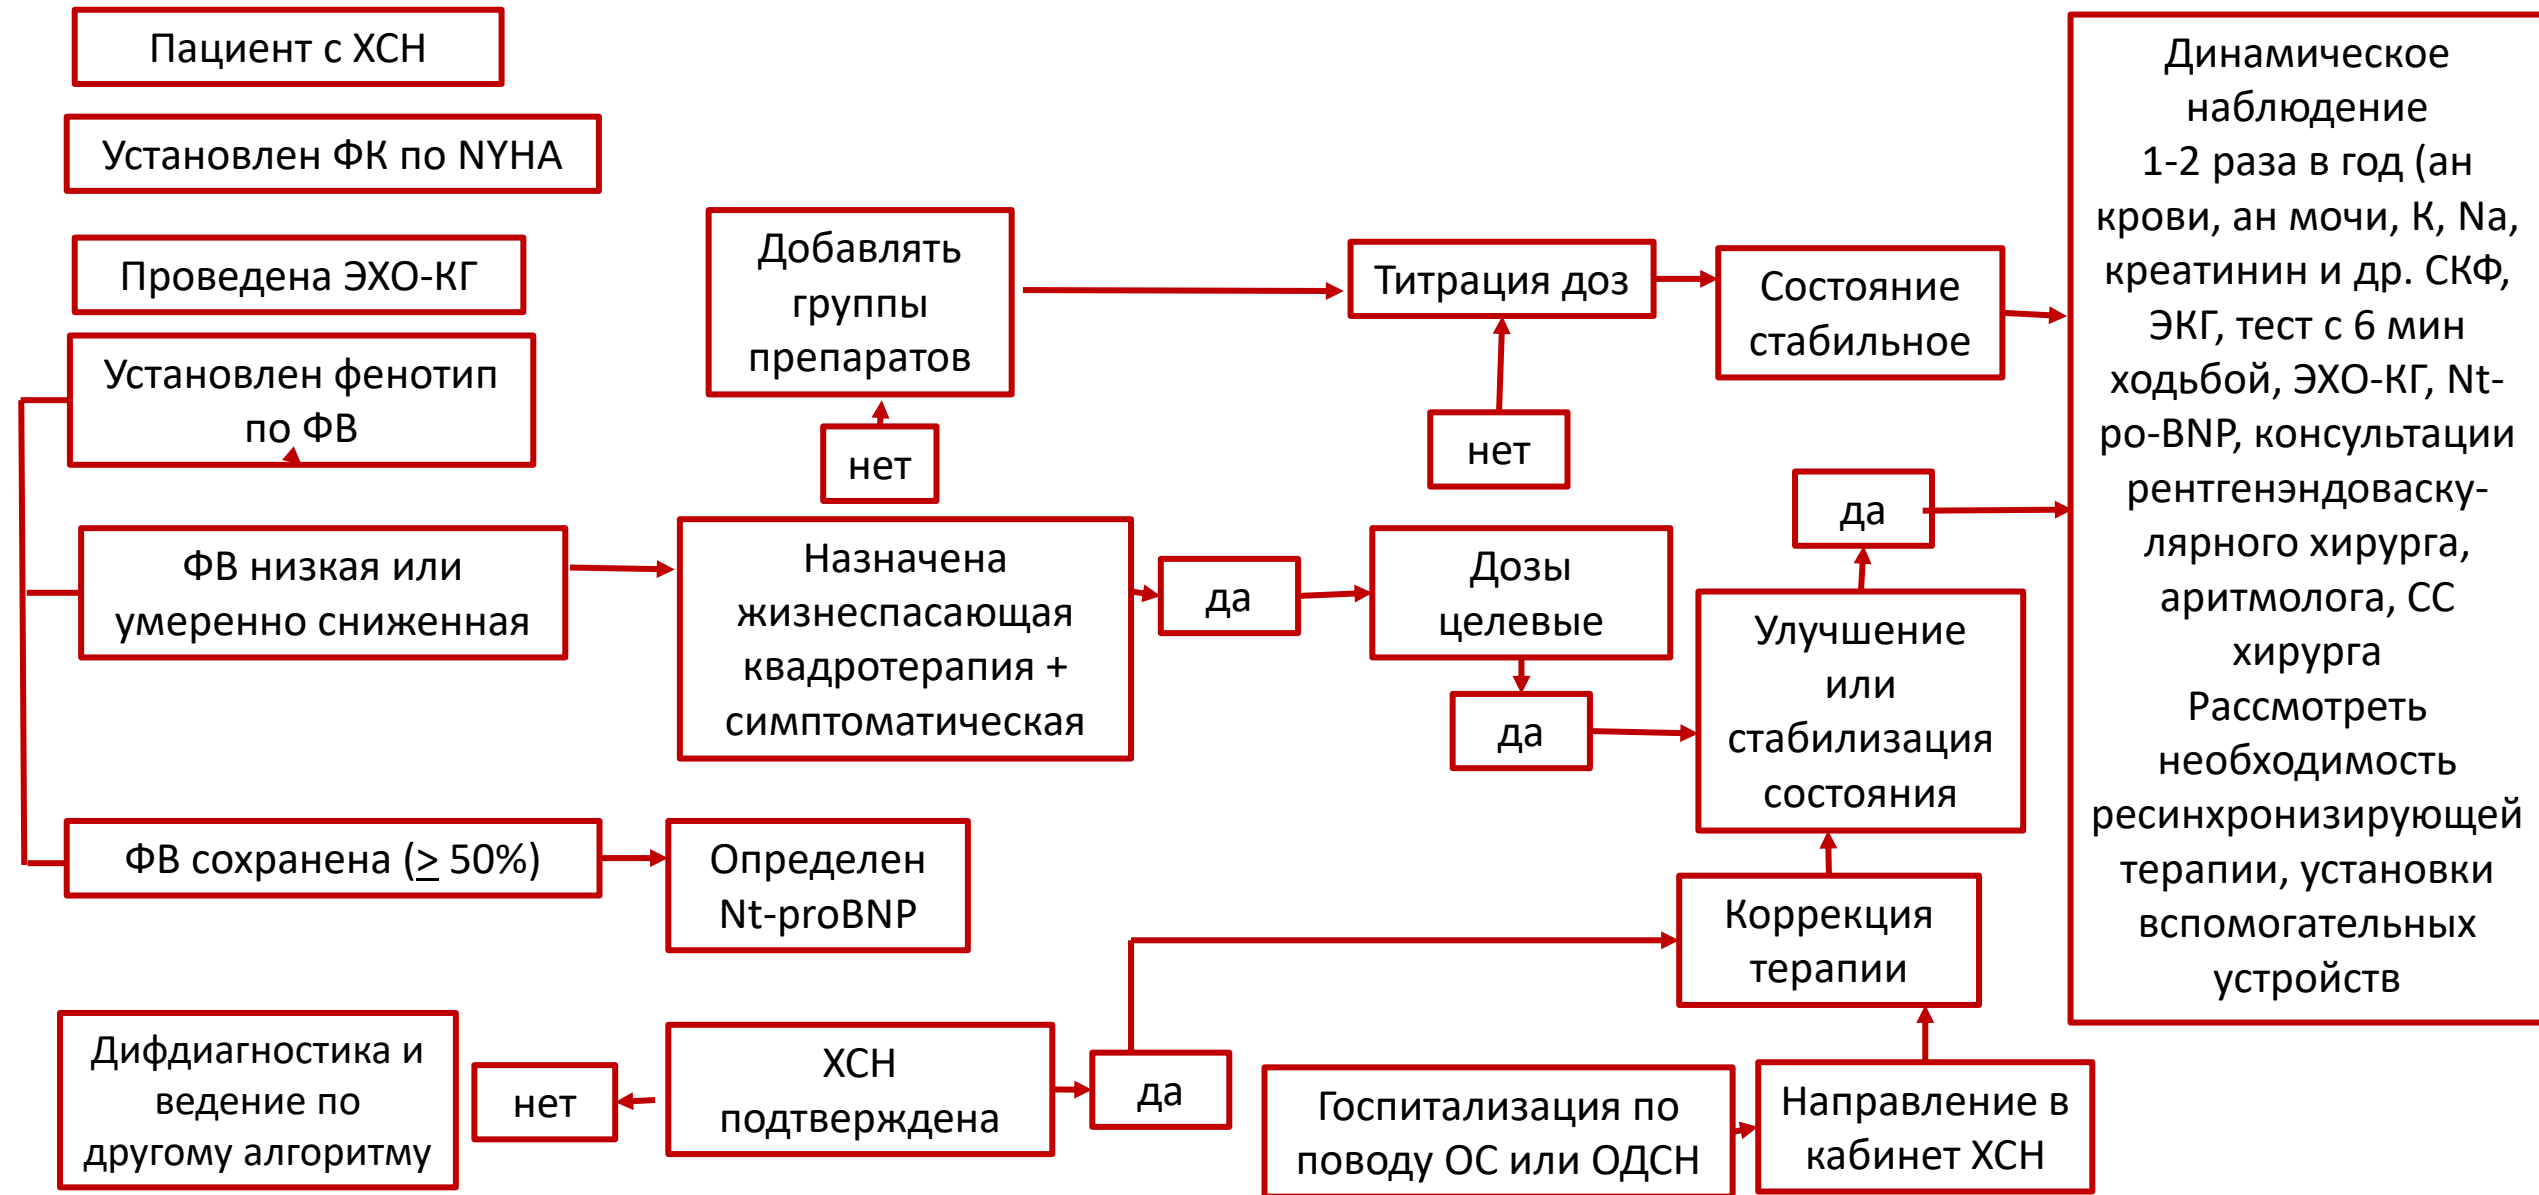 Пациент с ХСН
Установлен ФК по NYHA
Проведена ЭХО-КГ
Установлен фенотип
по ФВ
ФВ низкая или
умеренно сниженная
ФВ сохранена (≥ 50%)
Добавлять
группы
препаратов
нет
Назначена
жизнеспасающая
квадротерапия +
симптоматическая
да
Определен
Nt-proBNP
Титрация доз
нет
Дозы
целевые
да
Состояние
стабильное
да
Улучшение
или
стабилизация
состояния
Коррекция
терапии
Дифдиагностика и
ведение по
другому алгоритму
нет
ХСН
подтверждена
да
Госпитализация по
поводу ОС или ОДСН
Направление в
кабинет ХСН
Динамическое
наблюдение
1-2 раза в год (ан
крови, ан мочи, К, Na,
креатинин и др. СКФ,
ЭКГ, тест с 6 мин
ходьбой, ЭХО-КГ, Nt-
po-BNP, консультации
рентгенэндоваску-
лярного хирурга,
аритмолога, СС
хирурга
Рассмотреть
необходимость
ресинхронизирующей
терапии, установки
вспомогательных
устройств